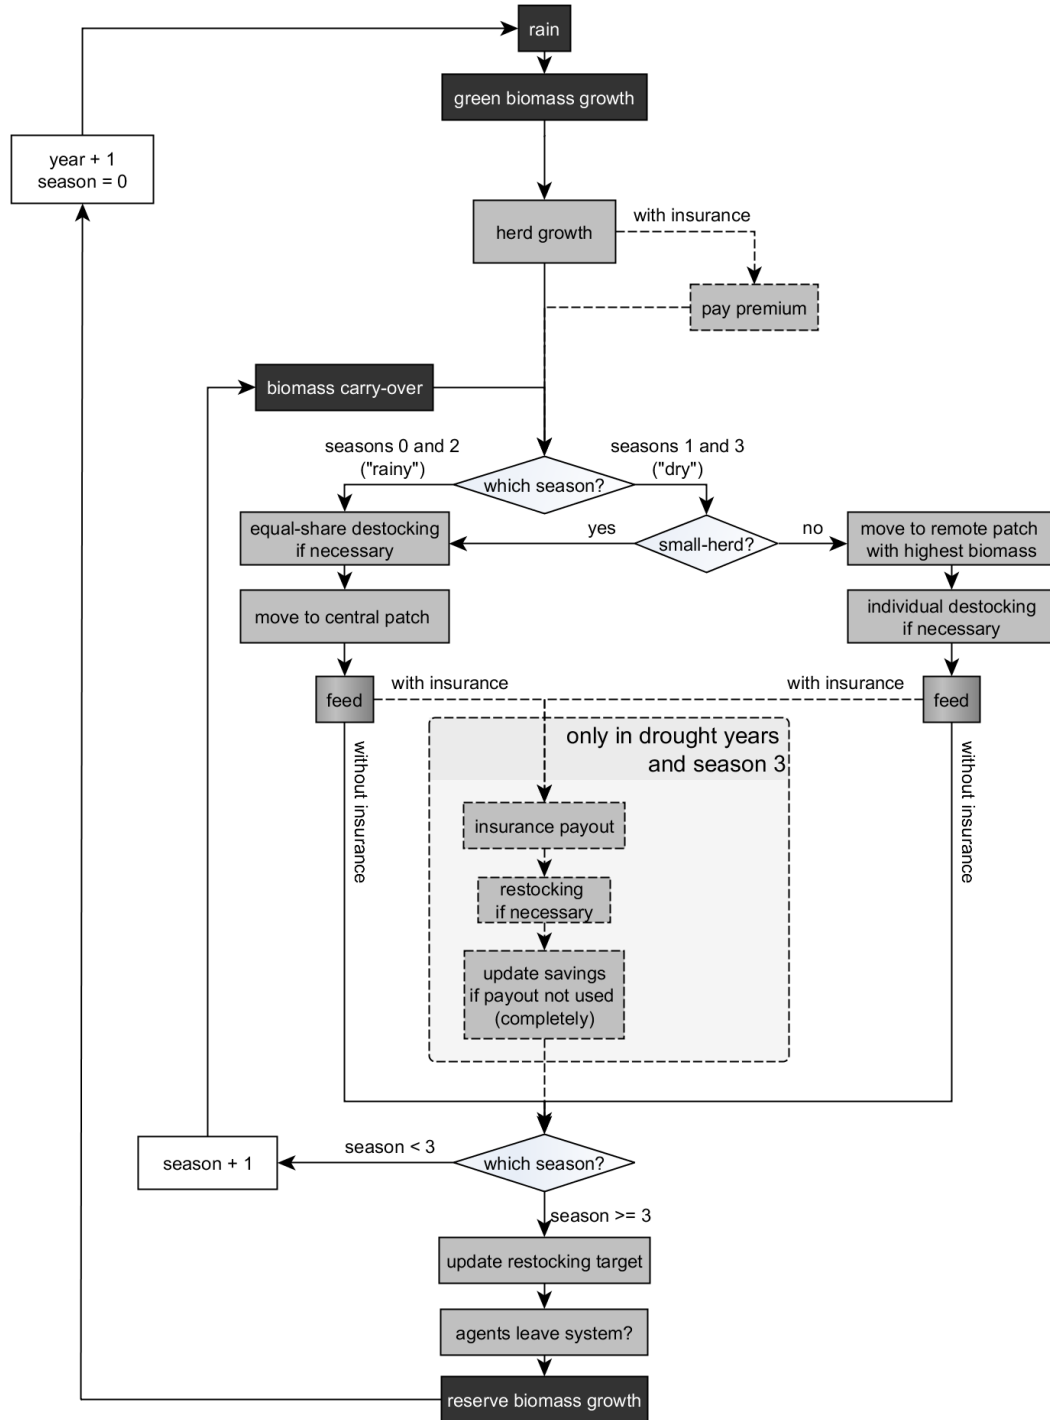 rain
green biomass growth
year + 1
season = 0
herd growth
with insurance
pay premium
biomass carry-over
seasons 0 and 2
("rainy")
seasons 1 and 3
("dry")
which season?
equal-share destocking
if necessary
yes
small-herd?
no
move to remote patch
with highest biomass
move to central patch
individual destocking
if necessary
feed
with insurance
with insurance
feed
without insurance
only in drought years
and season 3
without insurance
insurance payout
restocking
if necessary
update savings
if payout not used
(completely)
season + 1
season < 3
which season?
season >= 3
update restocking target
agents leave system?
reserve biomass growth